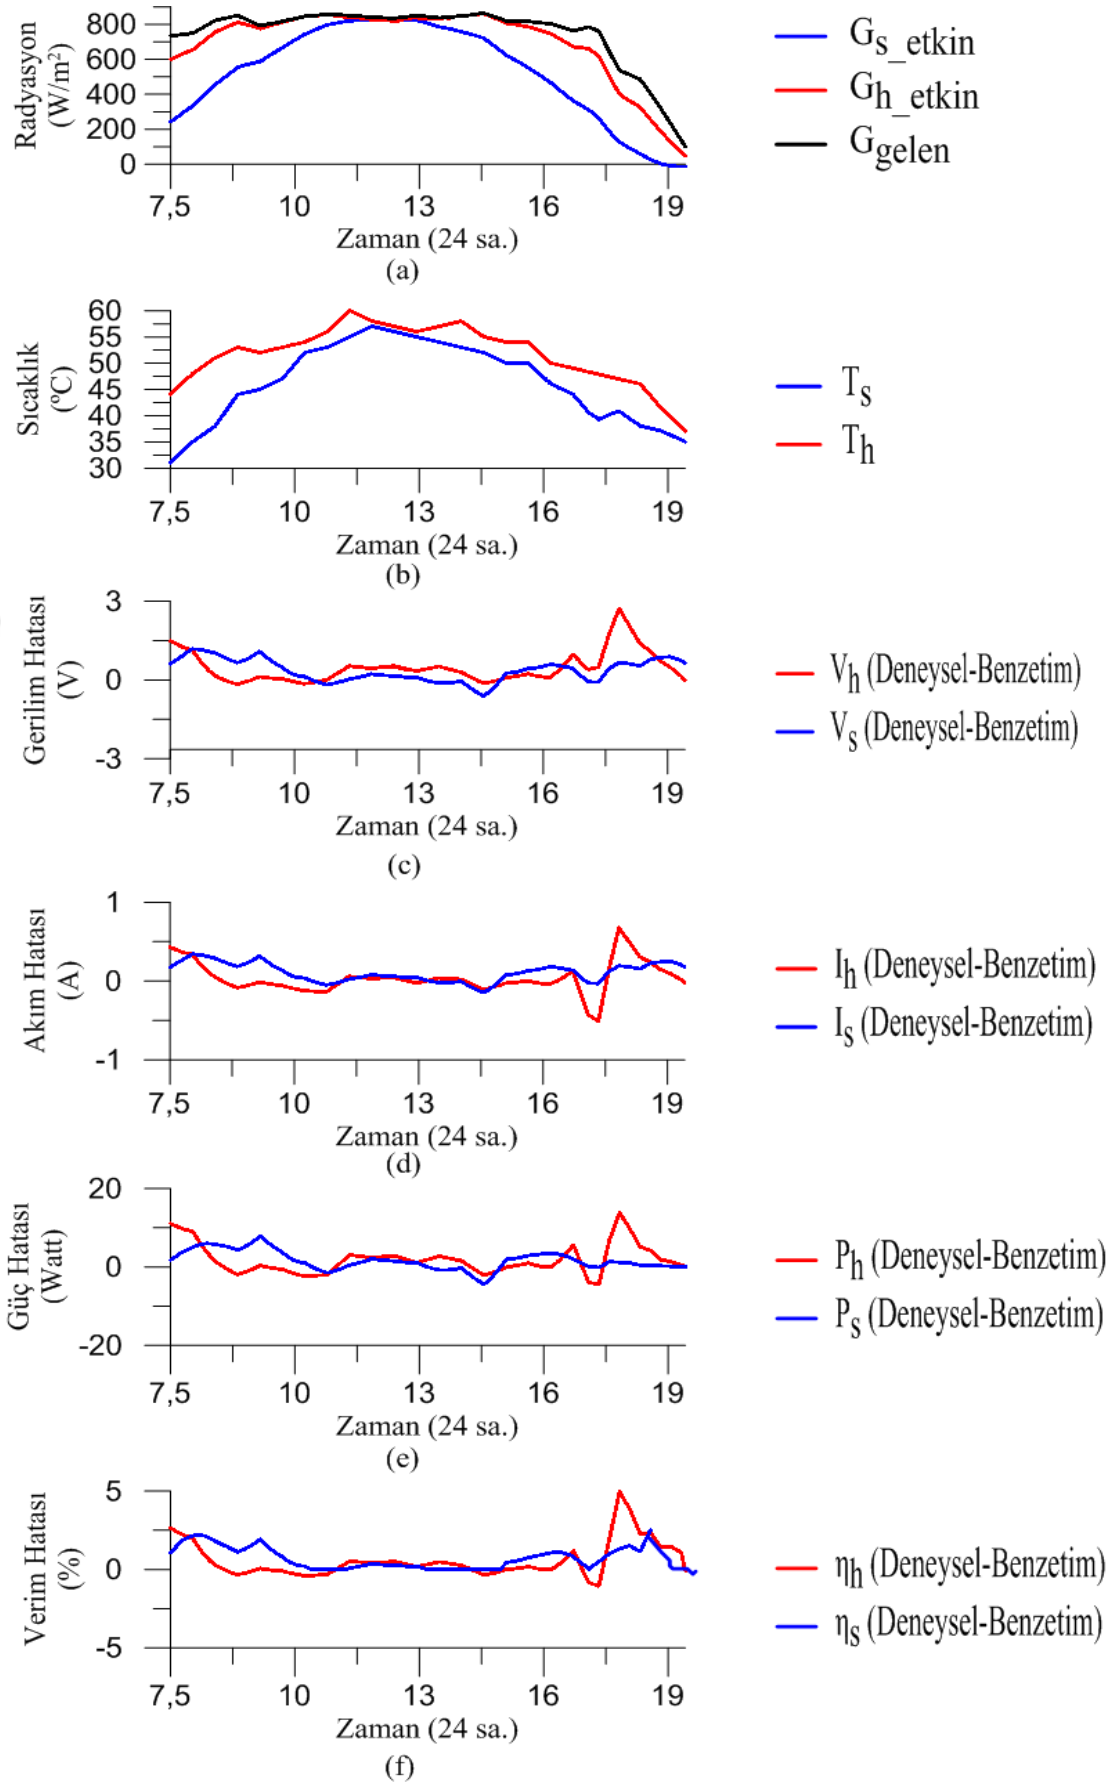 Radyasyon
(W/m²)
800
600
400
200
0
7,5 10 13 16 19
Zaman (24 sa.)
(a)
Gs_etkin
Gh_etkin
Ggelen
Sıcaklık
(ºC)
60
55
50
45
40
35
30
7,5 10 13 16 19
Zaman (24 sa.)
(b)
Ts
Th
Gerilim Hatası
(V)
3
0
-3
7,5 10 13 16 19
Zaman (24 sa.)
(c)
Vh (Deneysel-Benzetim)
Vs (Deneysel-Benzetim)
Akım Hatası
(A)
1
0
-1
7,5 10 13 16 19
Zaman (24 sa.)
(d)
Ih (Deneysel-Benzetim)
Is (Deneysel-Benzetim)
Güç Hatası
(Watt)
20
0
-20
7,5 10 13 16 19
Zaman (24 sa.)
(e)
Ph (Deneysel-Benzetim)
Ps (Deneysel-Benzetim)
Verim Hatası
(%)
5
0
-5
7,5 10 13 16 19
Zaman (24 sa.)
(f)
ηh (Deneysel-Benzetim)
ηs (Deneysel-Benzetim)